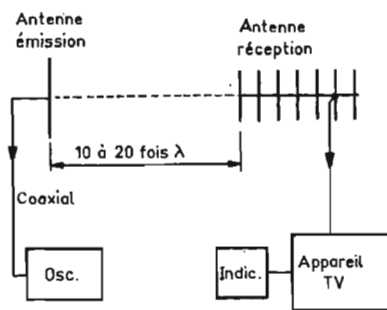 Antenne
émission
Antenne
réception
10 à 20 fois λ
Coaxial
Osc.
Indic.
Appareil
TV